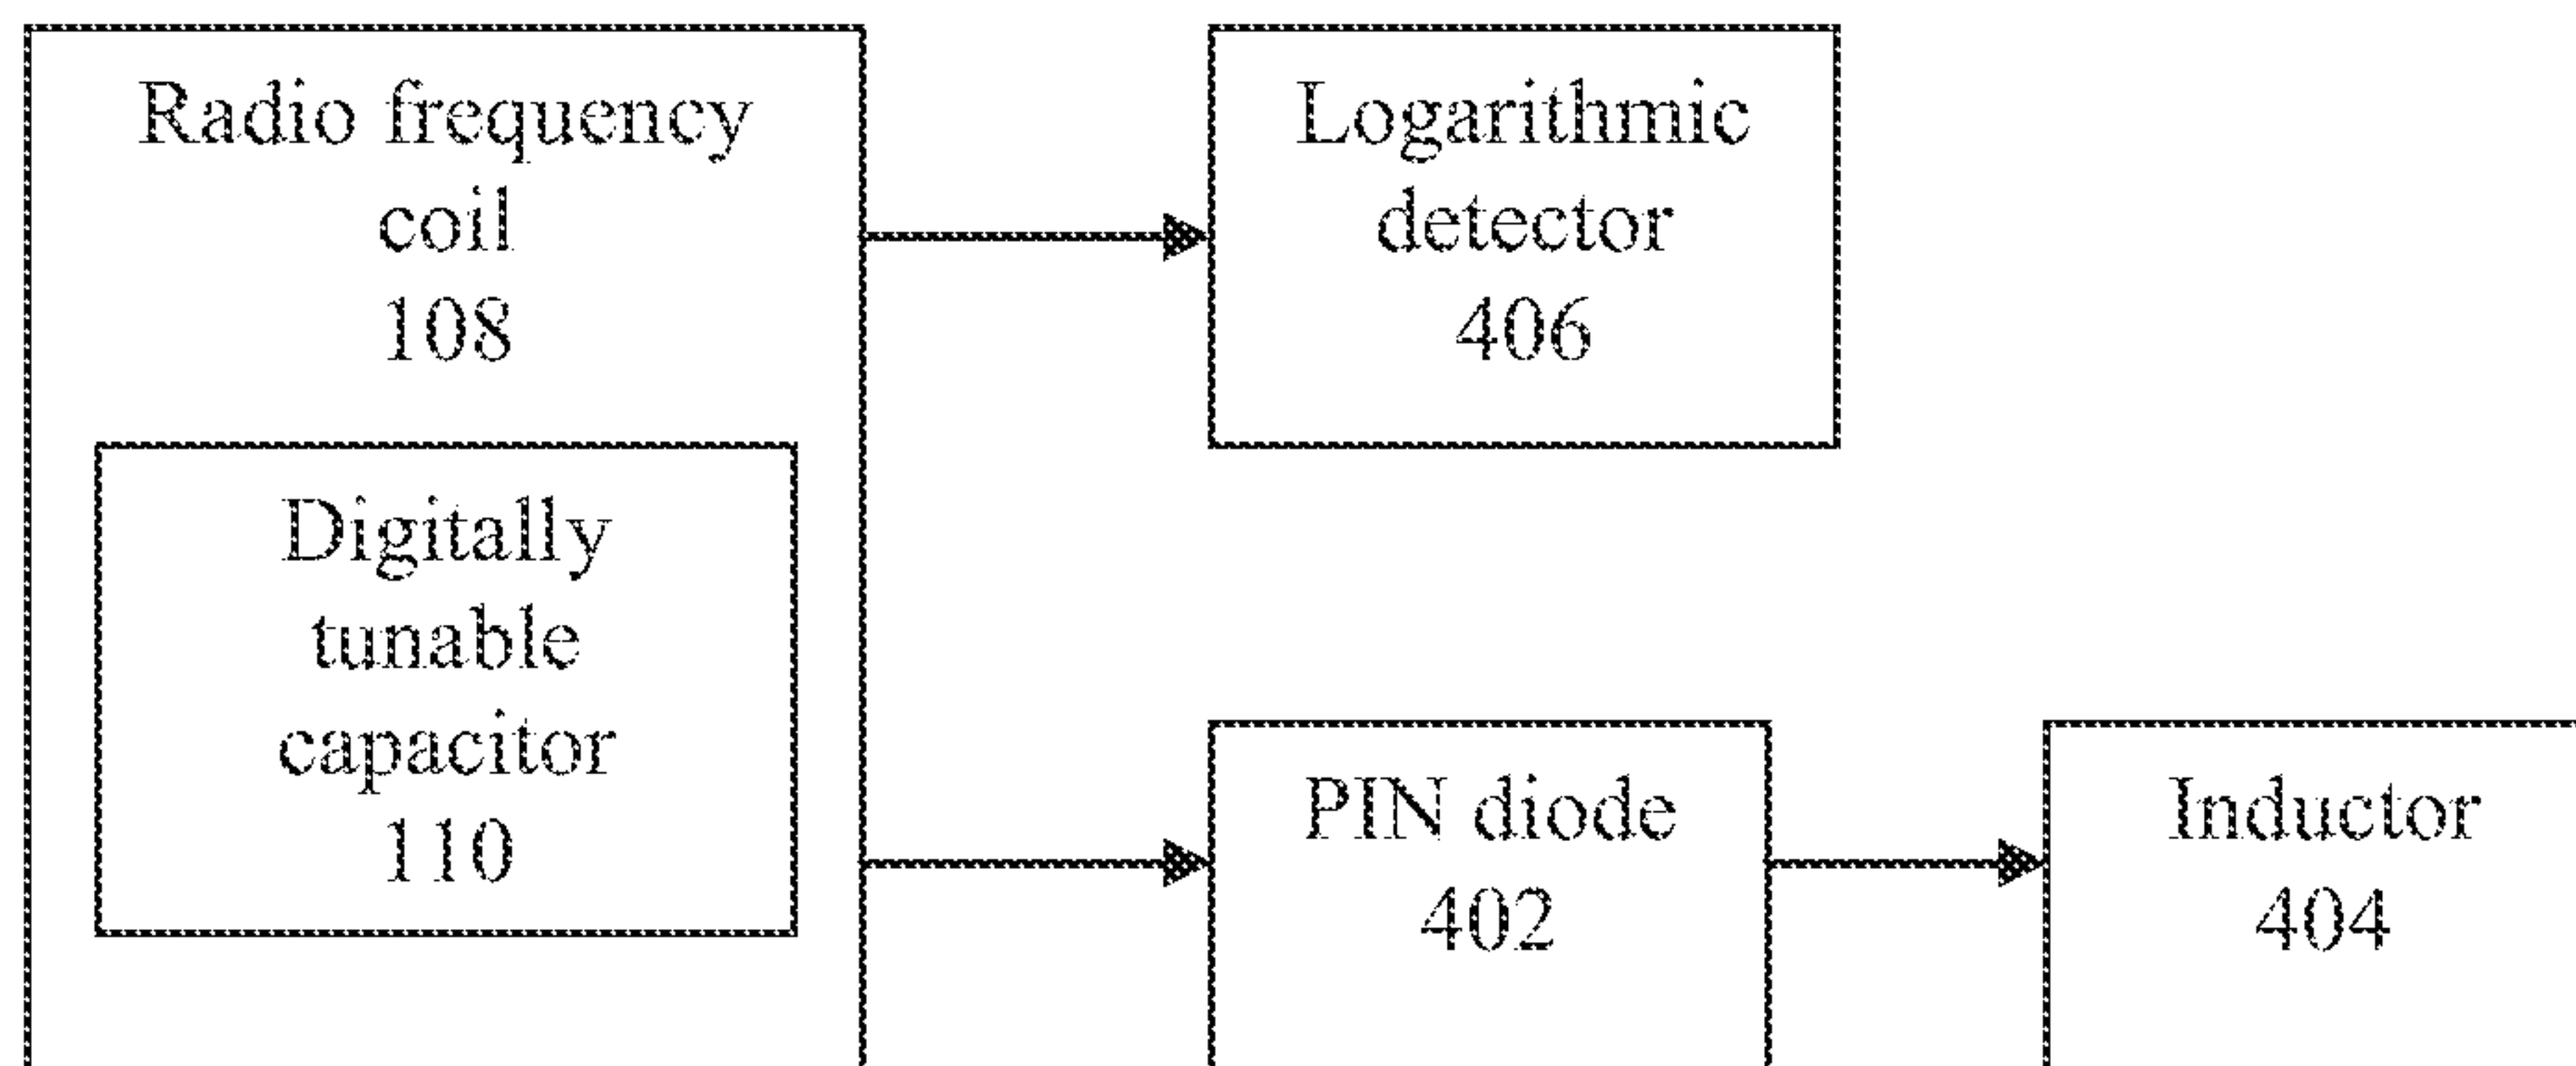 Radio frequency
coil
108
Digitally
tunable
capacitor
110
Logarithmic
detector
406
PIN diode
402
Inductor
404